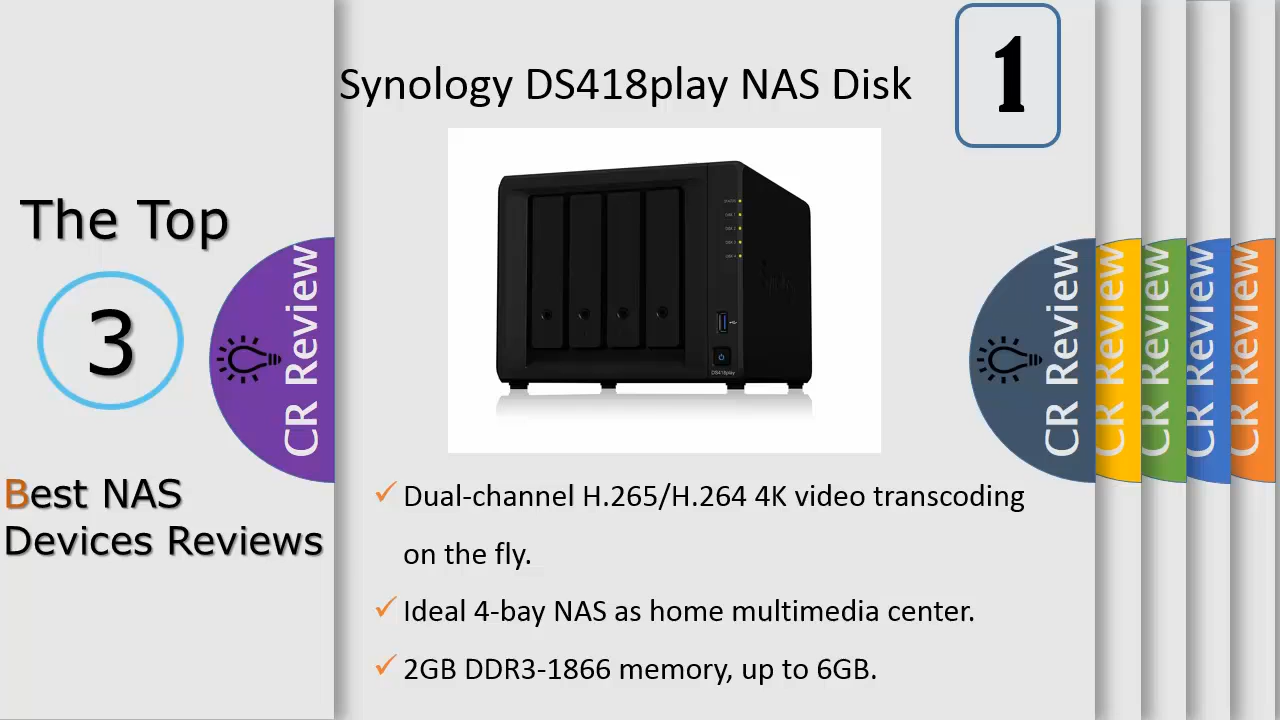 Synology DS418play NAS Disk
1
The Top
3
Best NAS
Devices Reviews
CR Review
DS418play
✓ Dual-channel H.265/H.264 4K video transcoding
on the fly.
✓ Ideal 4-bay NAS as home multimedia center.
✓ 2GB DDR3-1866 memory, up to 6GB.
CR Review
CR Review
CR Review
CR Review
CR Review